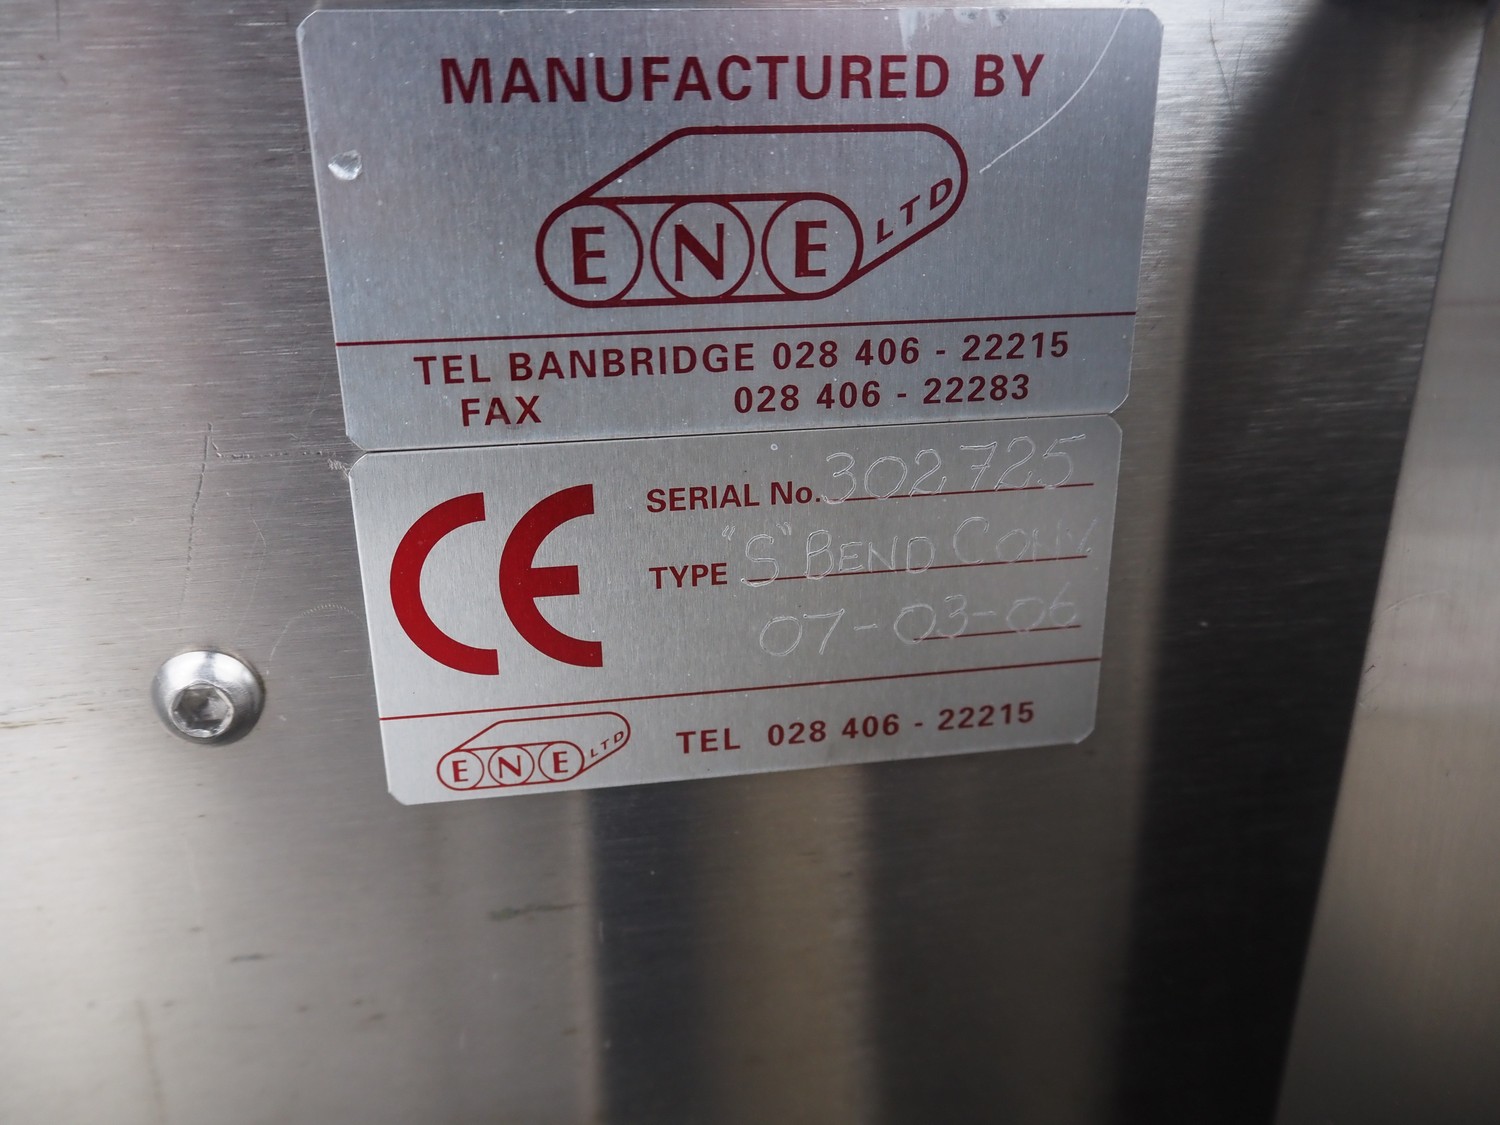 MANUFACTURED BY
ENE LTD
TEL BANBRIDGE 028 406 - 22215
FAX 028 406 - 22283
CE
SERIAL No. 302725
TYPE "S" BEND CONV
07-03-06
ENE LTD TEL 028 406 - 22215